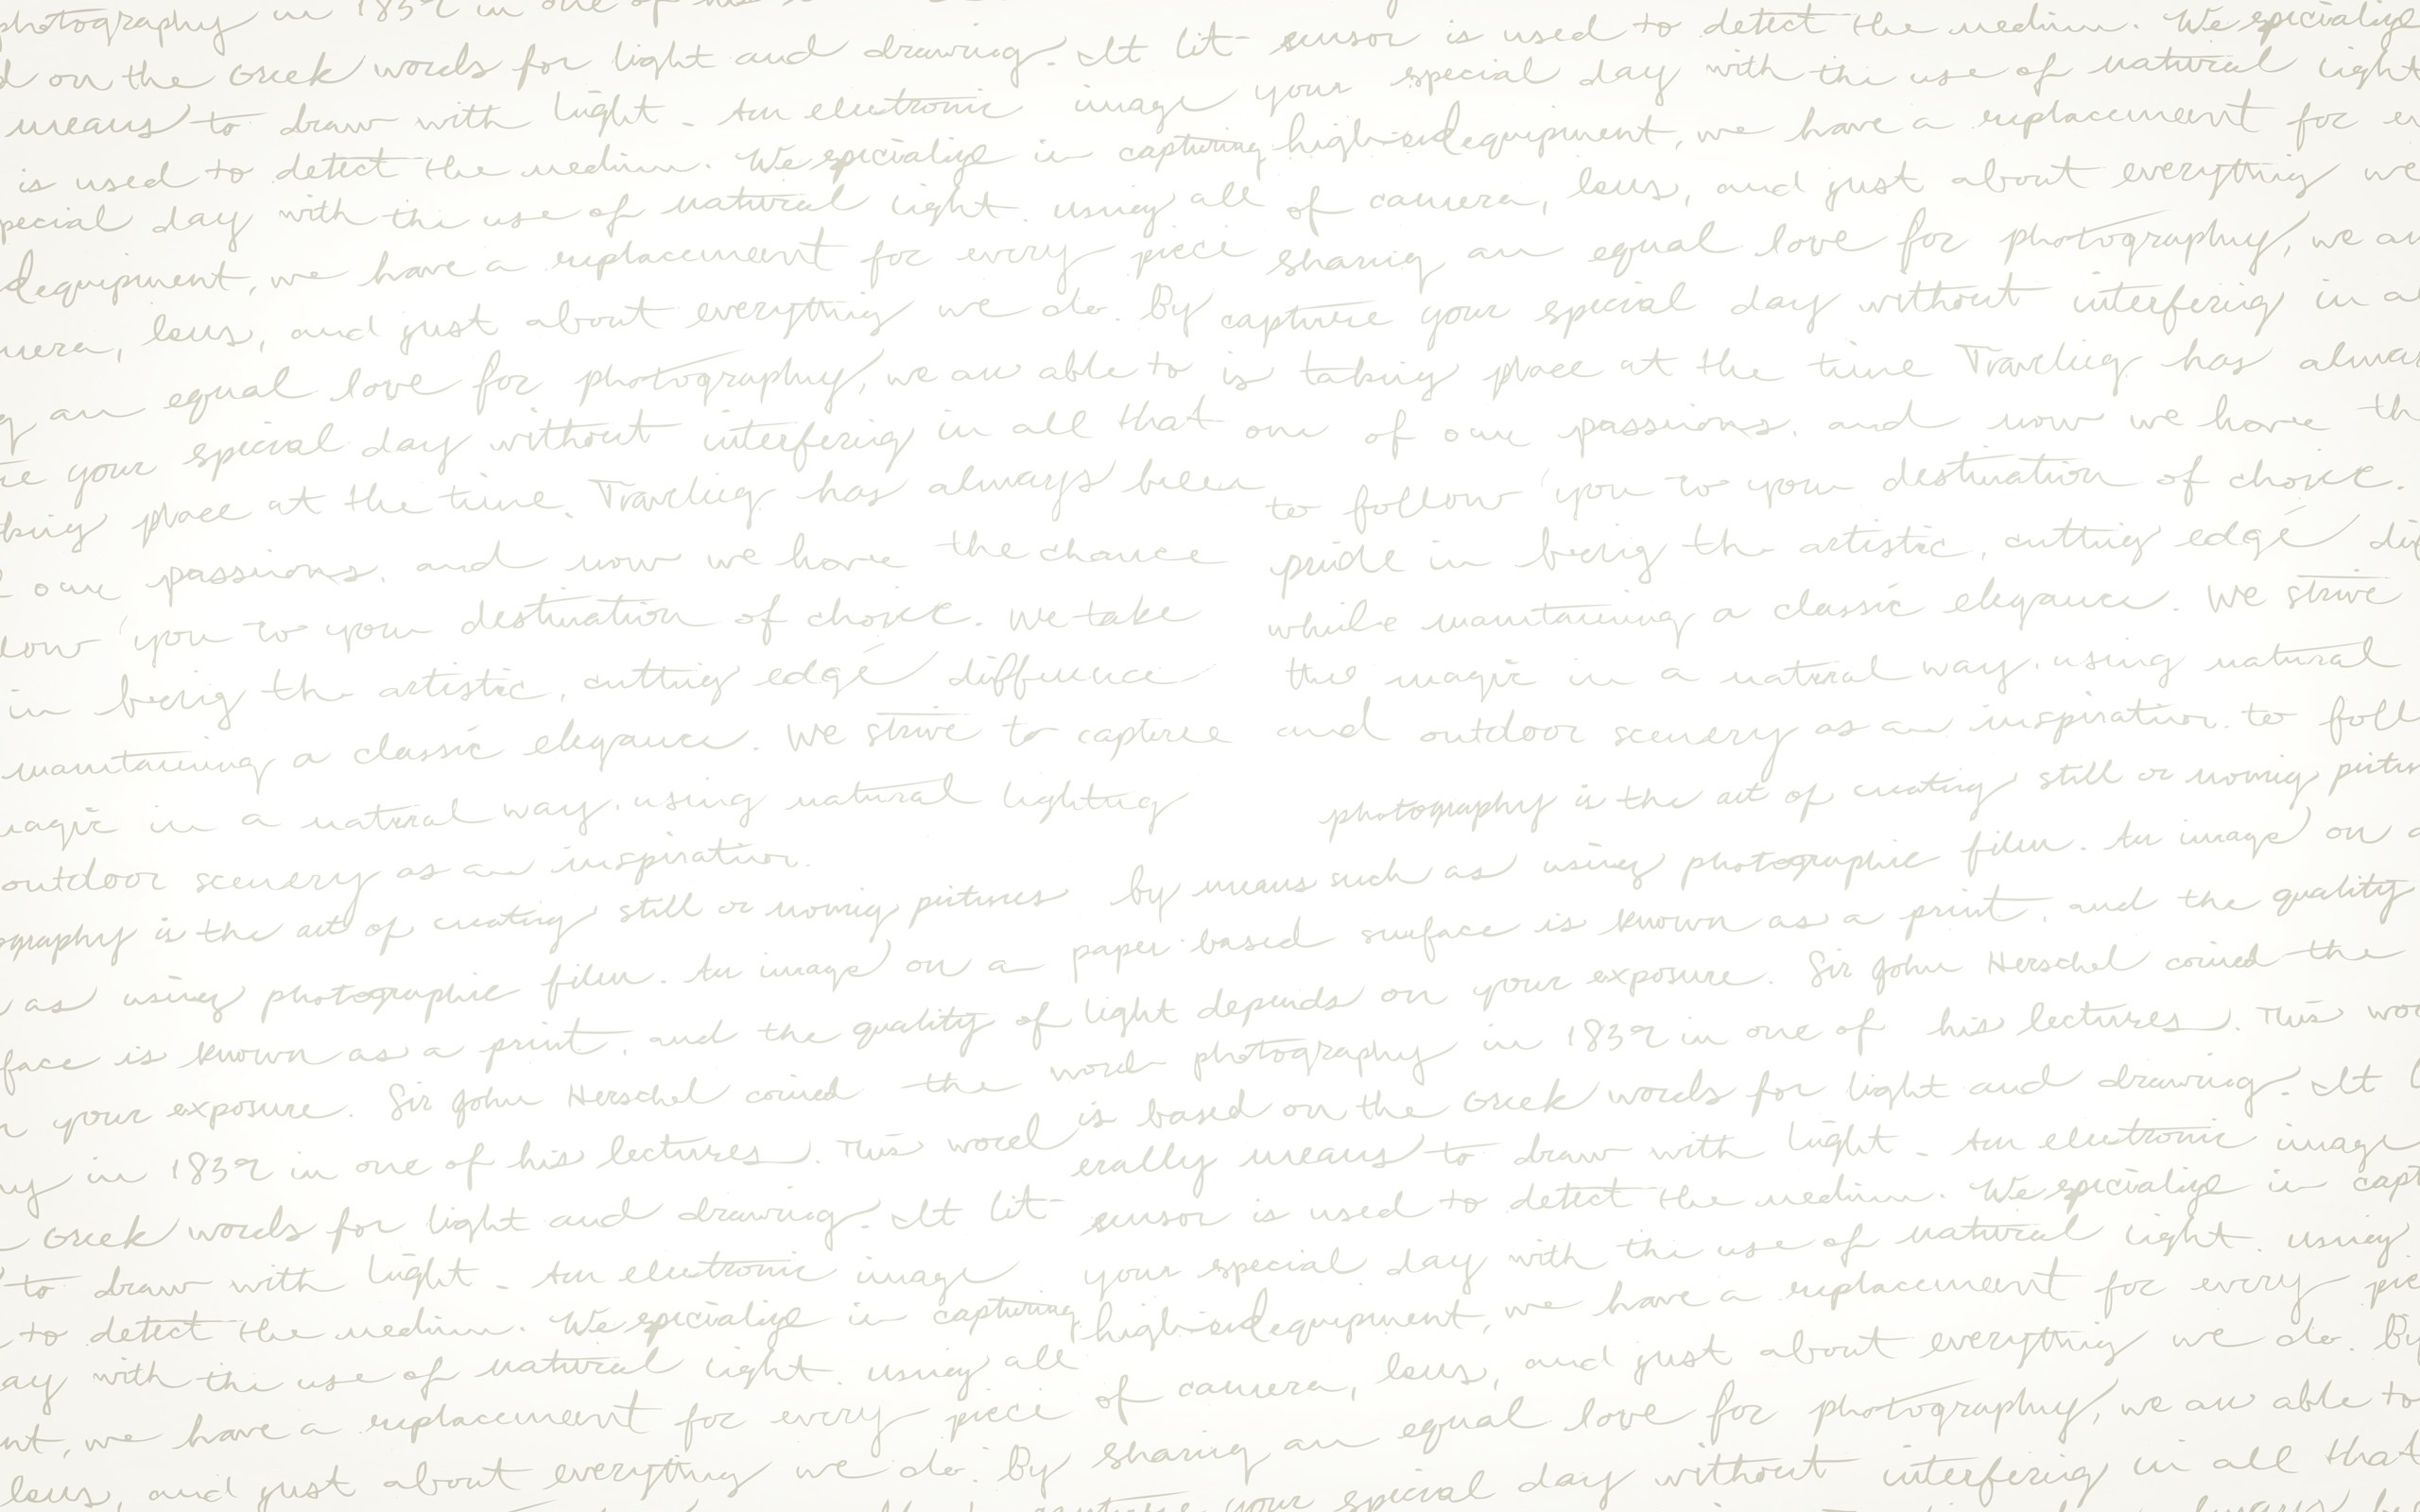 photography in 1839 in one of his
d on the Greek words for light and drawing. It lit-
means to draw with light. An electronic image
is used to detect the medium. We specialize in capturing
pecial day with the use of natural light. using all
d equipment, we have a replacement for every piece
mera, lens, and just about everything we do. By
g an equal love for photography, we are able to
re your special day without interfering in all that
king place at the time. Traveling has always been
our passions. and now we have the chance
low you to your destination of choice. We take
in being the artistic, cutting edge difference
maintaining a classic elegance. We strive to capture
magic in a natural way. using natural lighting
outdoor scenery as an inspiration.
sensor is used to detect the medium. We specialize
your special day with the use of natural light
high-end equipment, we have a replacement for ev
of camera, lens, and just about everything we
sharing an equal love for photography, we ar
capture your special day without interfering in al
is taking place at the time Traveling has alway
one of our passions. and now we have th
to follow you to your destination of choice.
pride in being the artistic, cutting edge dif
while maintaining a classic elegance. We strive
the magic in a natural way. using natural
and outdoor scenery as an inspiration. to foll
ography is the art of creating still or moving pictures
as using photographic film. An image on a
face is known as a print. and the quality of
n your exposure. Sir John Herschel coined the
hy in 1839 in one of his lectures. This word
Greek words for light and drawing. It lit-
to draw with light. An electronic image
to detect the medium. We specialize in capturing
ay with the use of natural light. using all
nt, we have a replacement for every piece
lens, and just about everything we do. By
photography is the art of creating still or moving pictur
by means such as using photographic film. An image on a
paper based surface is known as a print. and the quality
light depends on your exposure. Sir John Herschel coined the
word photography in 1839 in one of his lectures. This wor
is based on the Greek words for light and drawing. It l
erally means to draw with light. An electronic image
sensor is used to detect the medium. We specialize in capt
your special day with the use of natural light. using
high-end equipment, we have a replacement for every pie
of camera, lens, and just about everything we do. By
sharing an equal love for photography, we are able to
capture your special day without interfering in all that